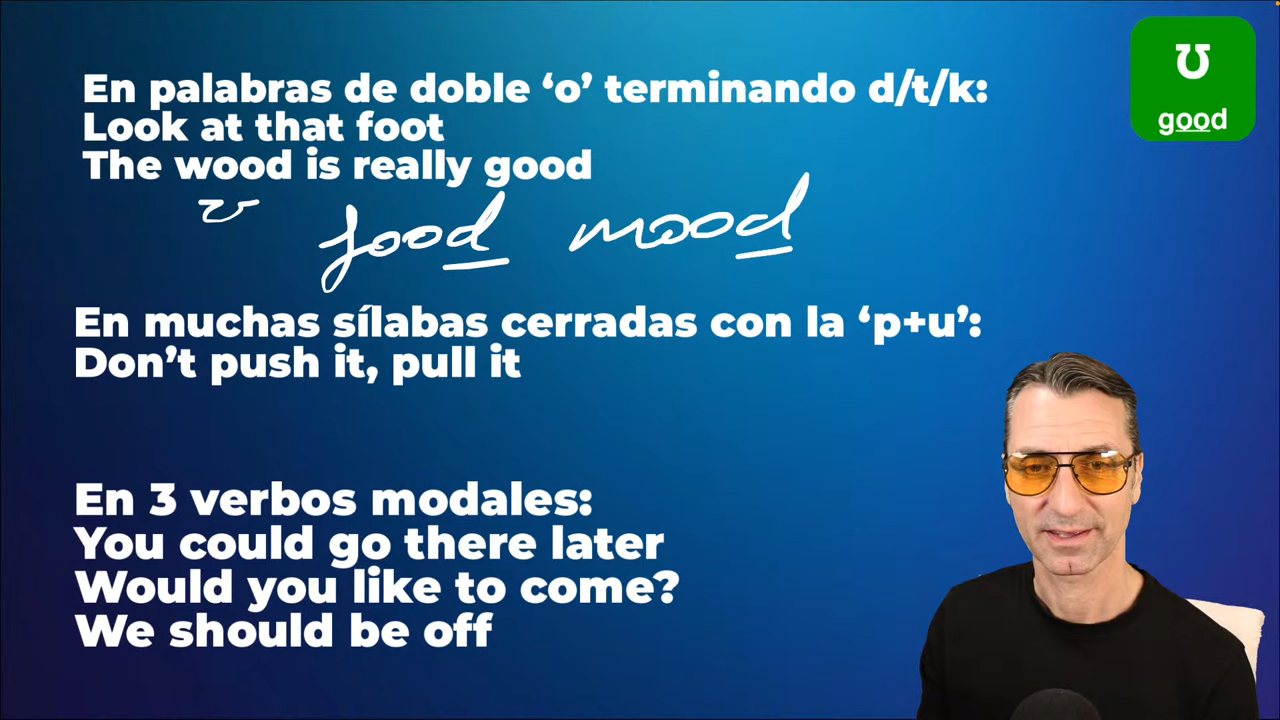 ʊ
good
En palabras de doble ‘o’ terminando d/t/k:
Look at that foot
The wood is really good
ʊ food mood
En muchas sílabas cerradas con la ‘p+u’:
Don’t push it, pull it
En 3 verbos modales:
You could go there later
Would you like to come?
We should be off